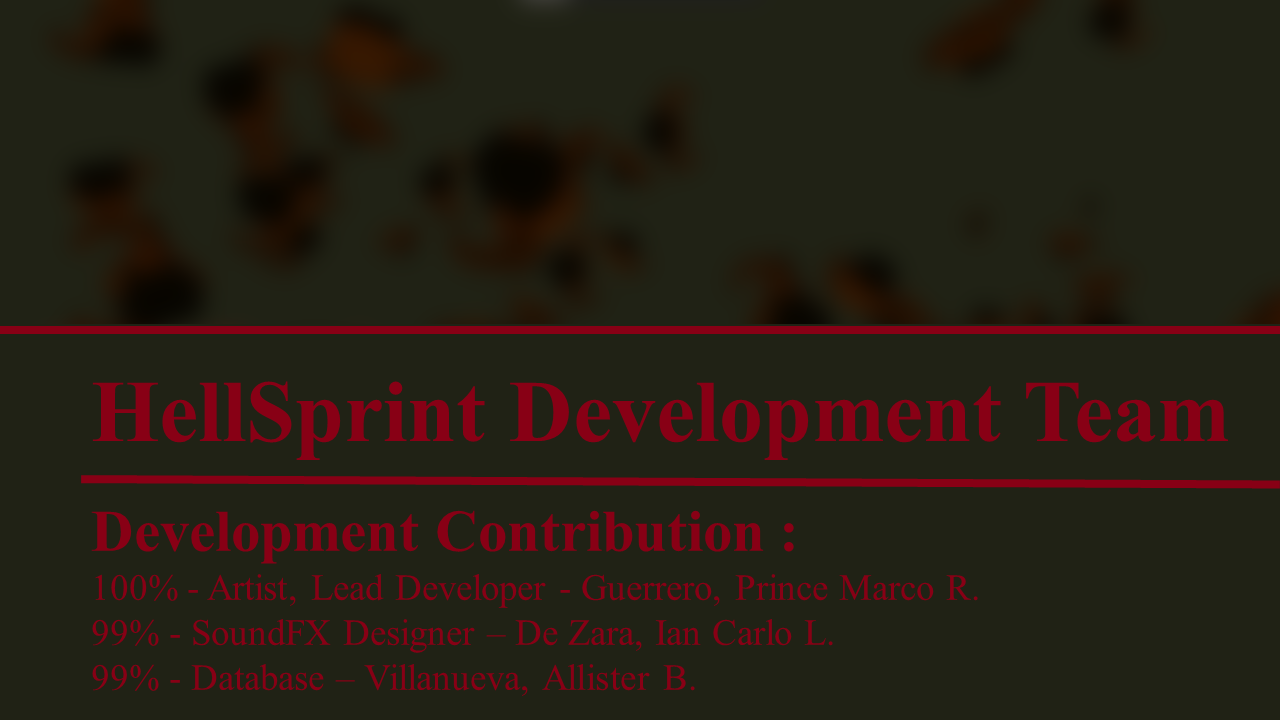 HellSprint Development Team
Development Contribution :
100% - Artist, Lead Developer - Guerrero, Prince Marco R.
99% - SoundFX Designer – De Zara, Ian Carlo L.
99% - Database – Villanueva, Allister B.